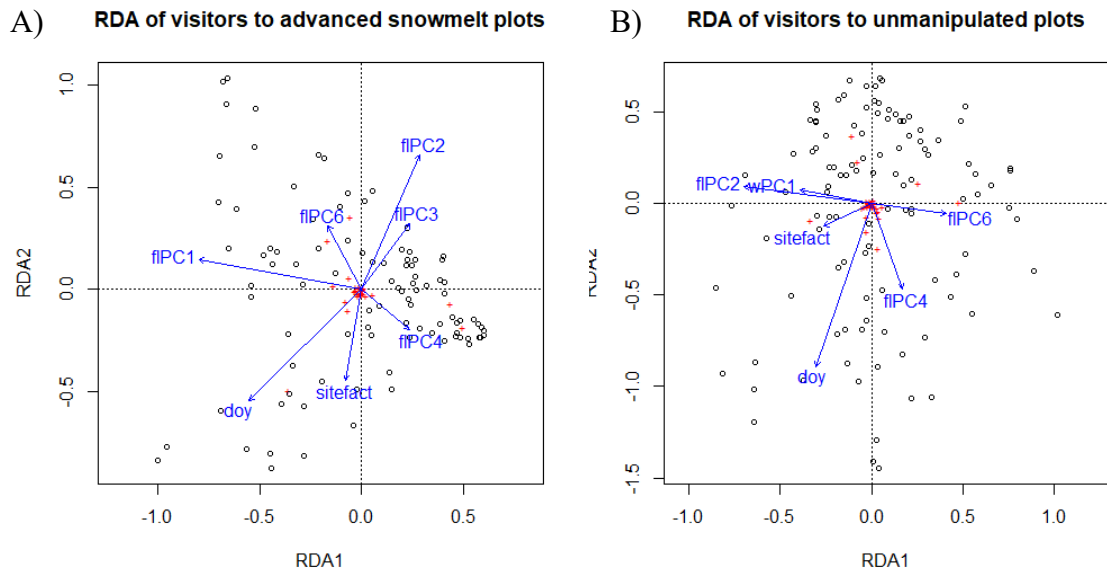 A) RDA of visitors to advanced snowmelt plots
1.0
0.5
0.0
-0.5
RDA2
flPC2
flPC3
flPC6
flPC1
flPC4
sitefact
doy
-1.0 -0.5 0.0 0.5
RDA1
B) RDA of visitors to unmanipulated plots
0.5
0.0
-0.5
-1.0
-1.5
RDA2
flPC2 wPC1
flPC6
sitefact
flPC4
doy
-1.0 -0.5 0.0 0.5 1.0
RDA1